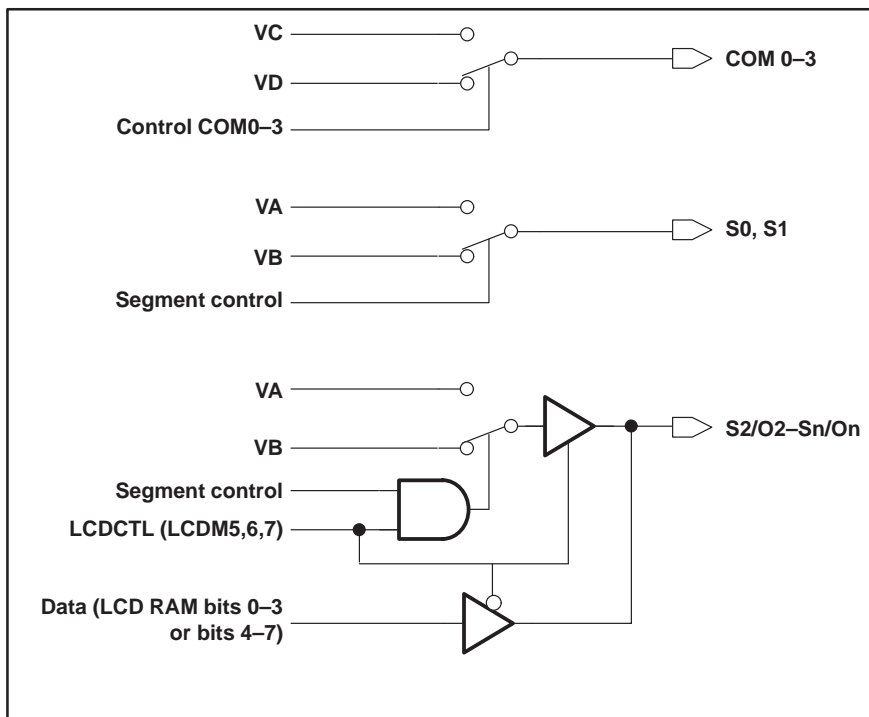 VC
COM 0–3
VD
Control COM0–3
VA
S0, S1
VB
Segment control
VA
S2/O2–Sn/On
VB
Segment control
LCDCTL (LCDM5,6,7)
Data (LCD RAM bits 0–3
or bits 4–7)